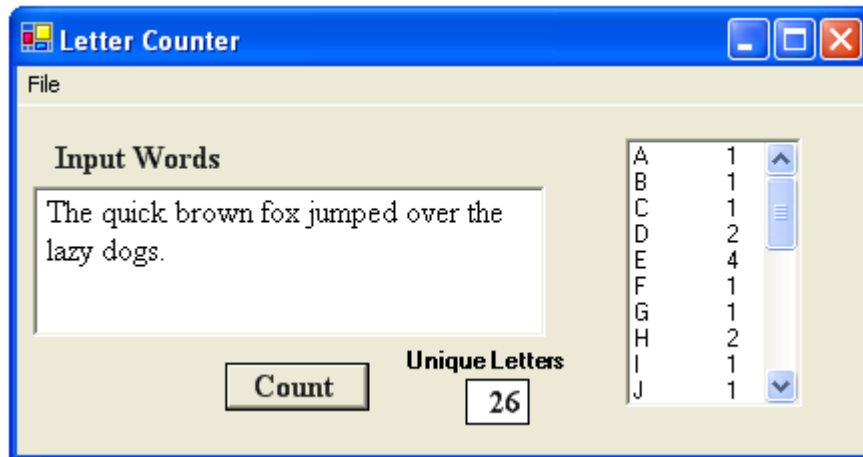 Letter Counter
File
Input Words
The quick brown fox jumped over the
lazy dogs.
Count
Unique Letters
26
A 1
B 1
C 1
D 2
E 4
F 1
G 1
H 2
I 1
J 1